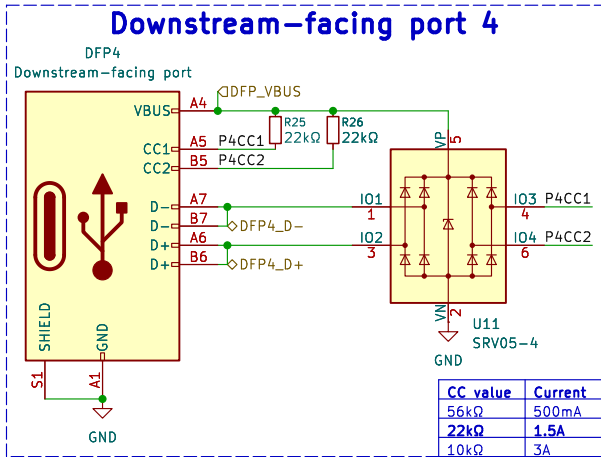 Downstream-facing port 4
DFP4
Downstream-facing port
DFP_VBUS
VBUS A4
R25
22kΩ
R26
22kΩ
CC1 A5 P4CC1
CC2 B5 P4CC2
VP 5
D- A7
D- B7 DFP4_D-
D+ A6
D+ B6 DFP4_D+
IO1 1
IO2 3
IO3 4 P4CC1
IO4 6 P4CC2
VN 2
U11
SRV05-4
GND
SHIELD
GND
S1
A1
GND
CC value Current
56kΩ 500mA
22kΩ 1.5A
10kΩ 3A